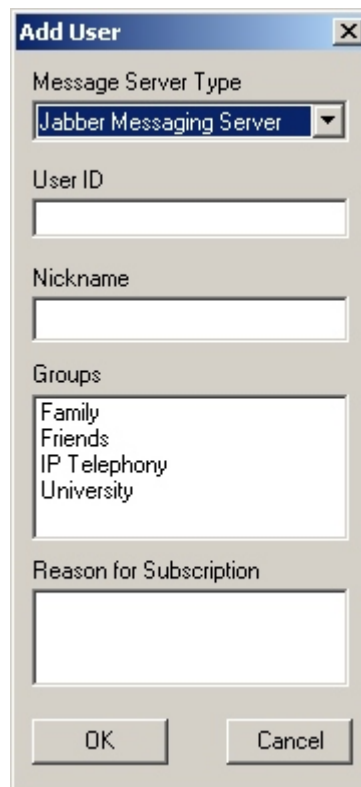 Add User
Message Server Type
Jabber Messaging Server
User ID
Nickname
Groups
Family
Friends
IP Telephony
University
Reason for Subscription
OK Cancel